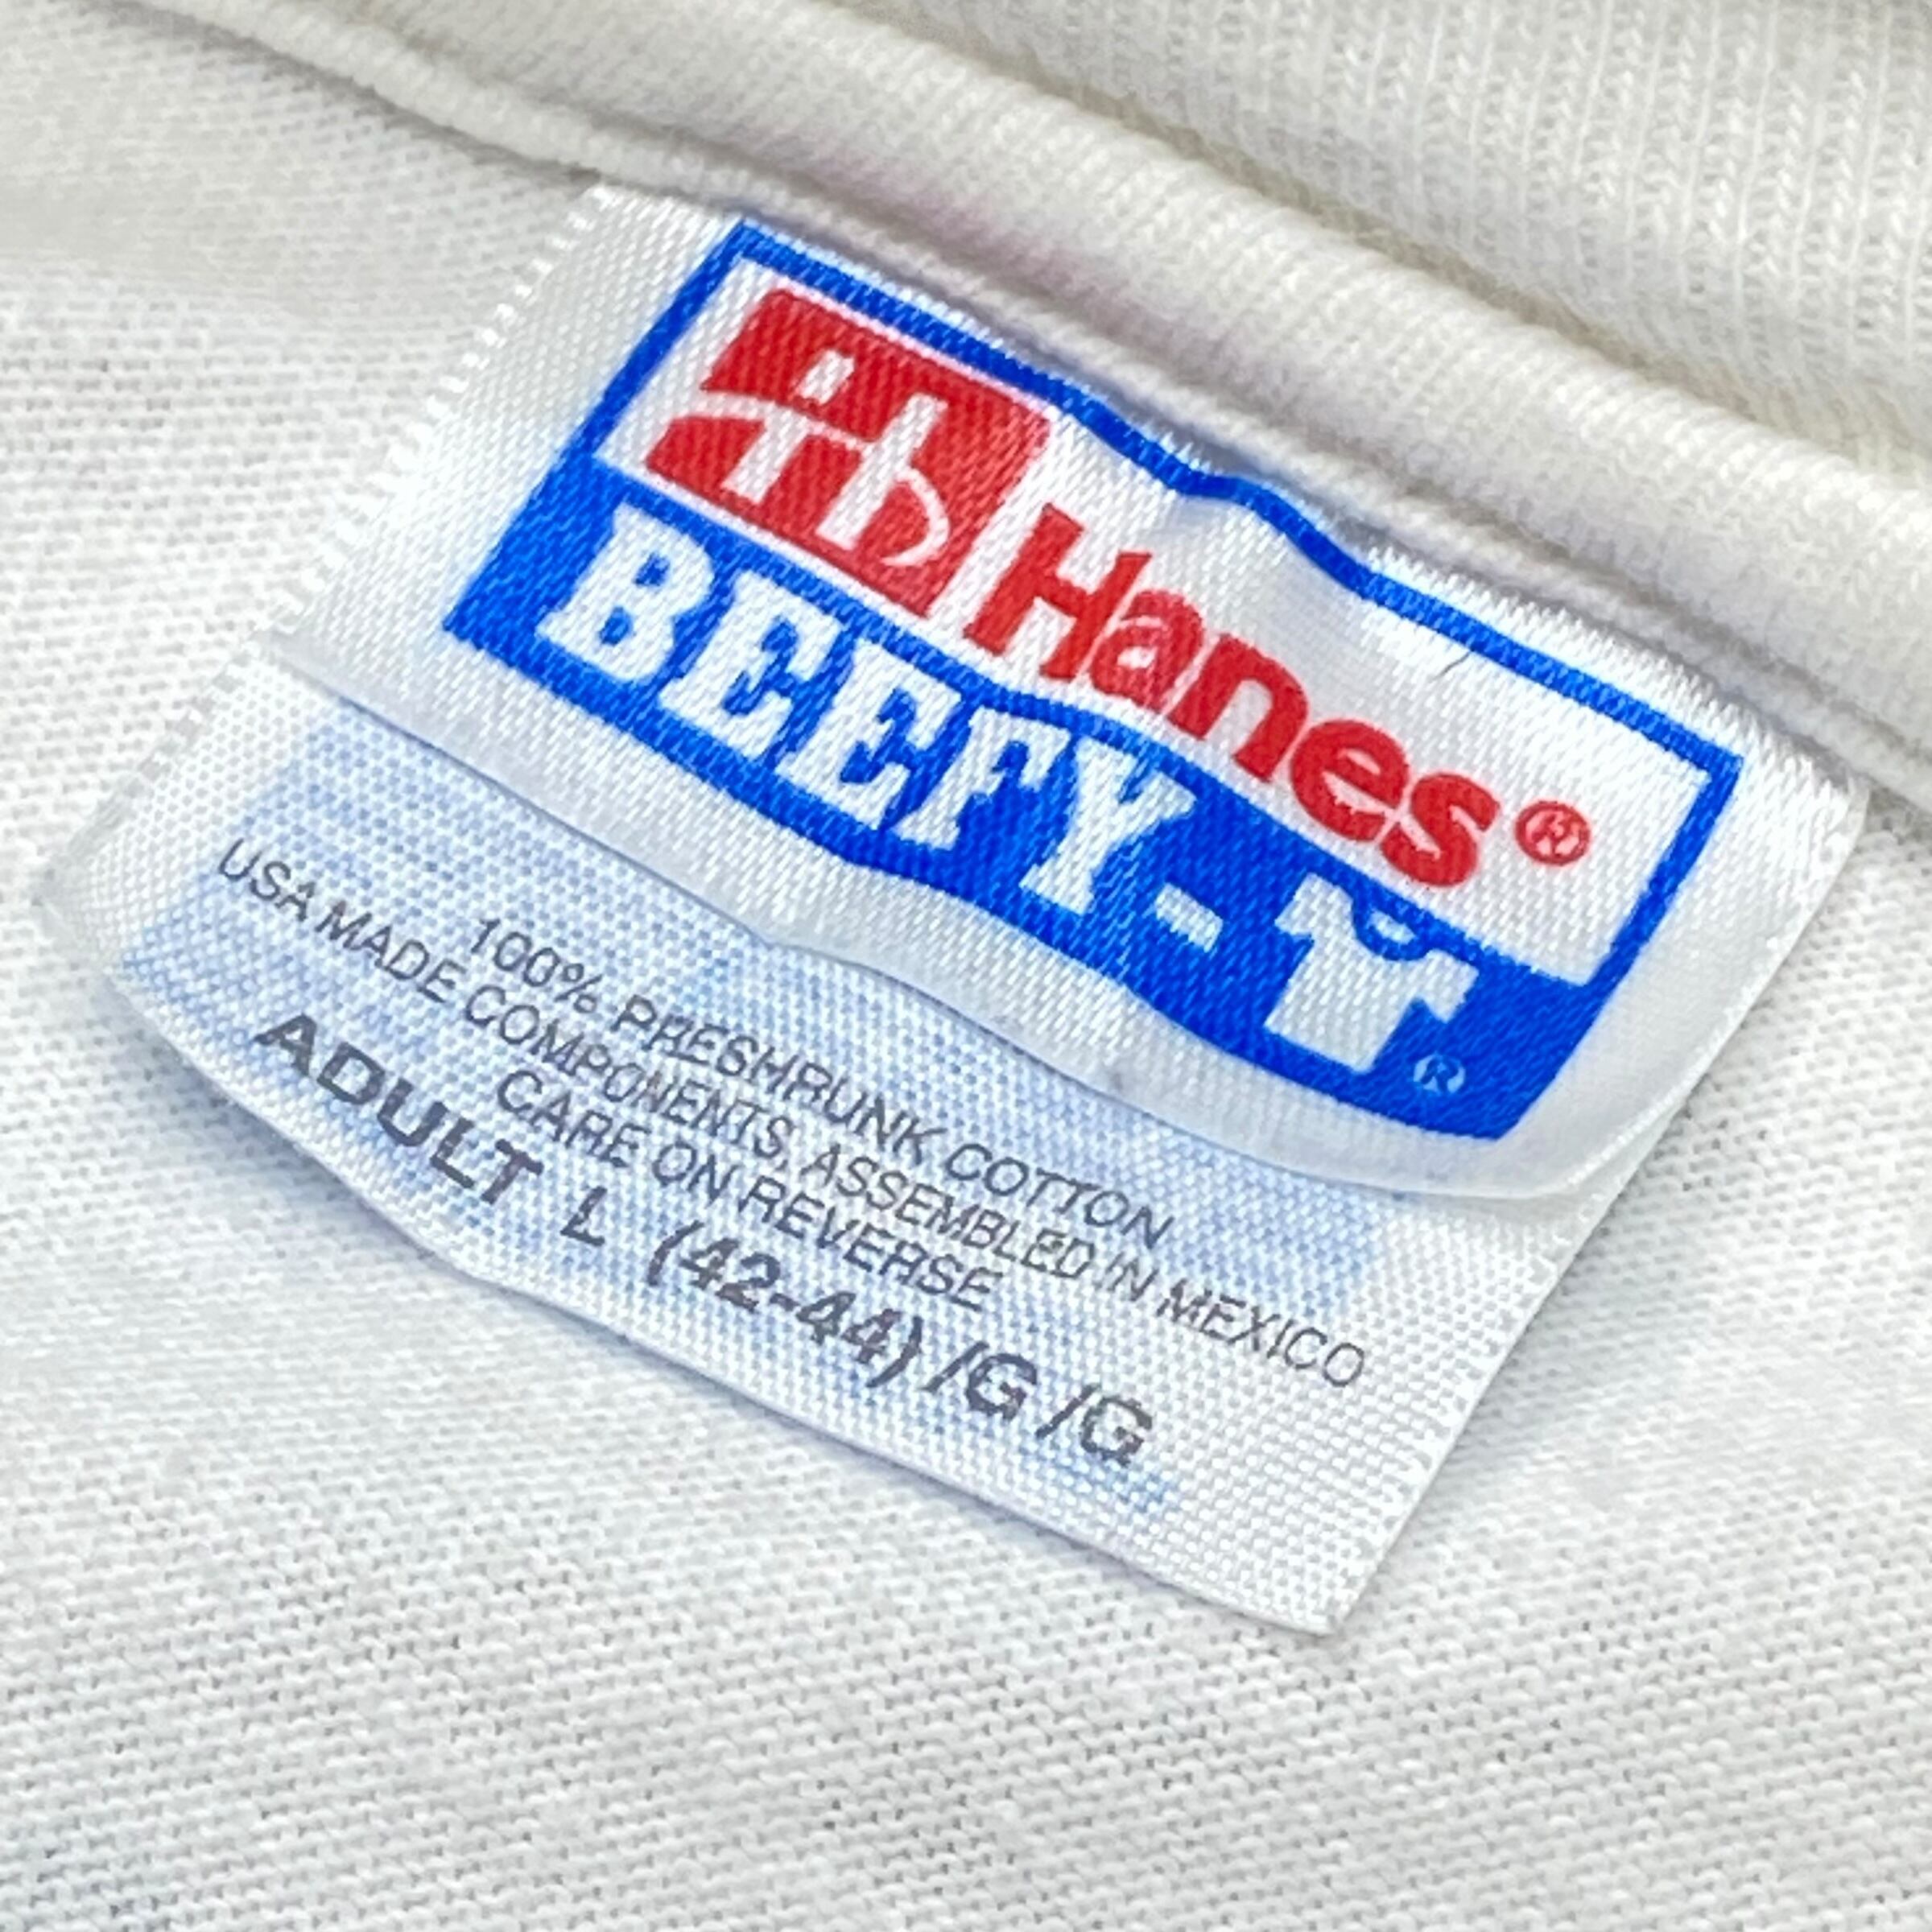 Hanes®
BEEFY-T®
100% PRESHRUNK COTTON
USA MADE COMPONENTS, ASSEMBLED IN MEXICO
CARE ON REVERSE
ADULT L (42-44) /G /G